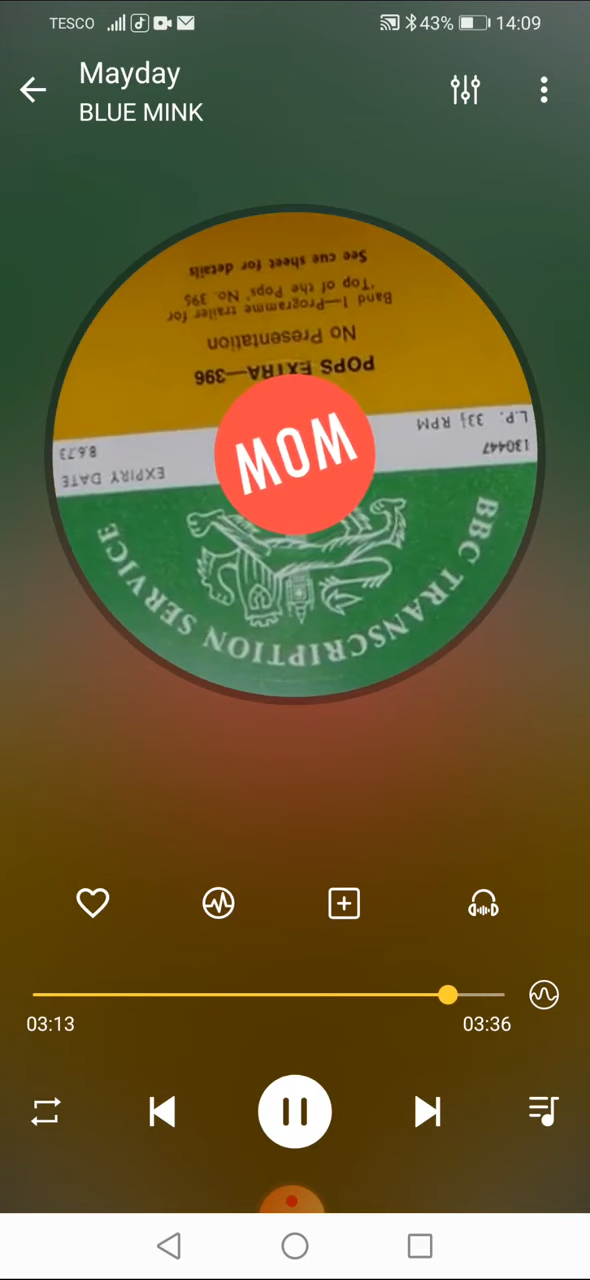 TESCO 43% 14:09
Mayday
BLUE MINK
See cue sheet for details
'Top of the Pops' No. 395
Band 1—Programme trailer for
No Presentation
POPS EXTRA—396
WOW
L.P. 33⅓ RPM
130447
EXPIRY DATE
8.6.73
BBC TRANSCRIPTION SERVICE
03:13
03:36